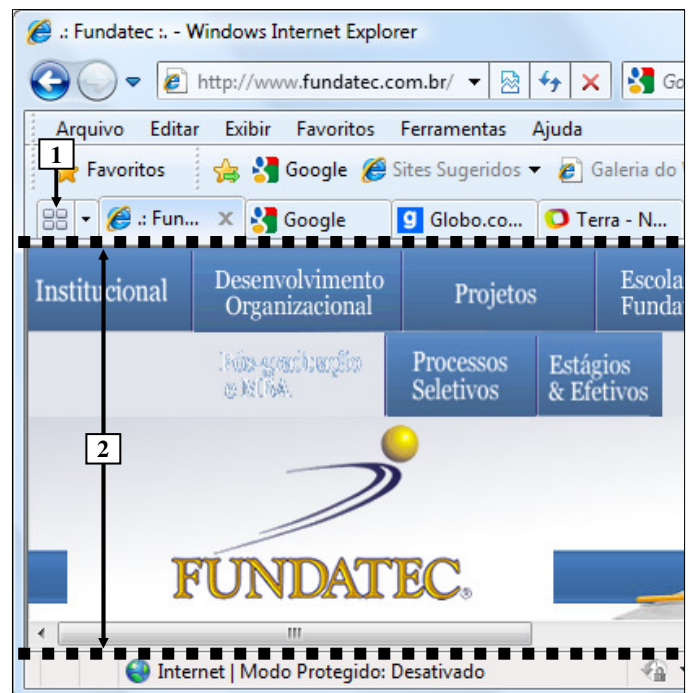 .: Fundatec :. - Windows Internet Explorer
http://www.fundatec.com.br/ Go
Arquivo Editar Exibir Favoritos Ferramentas Ajuda
1
Favoritos Google Sites Sugeridos Galeria do
.: Fun... Google Globo.co... Terra - N...
Institucional Desenvolvimento Organizacional Projetos Escola Funda
Processos Seletivos Estágios & Efetivos
2
FUNDATEC
Internet | Modo Protegido: Desativado